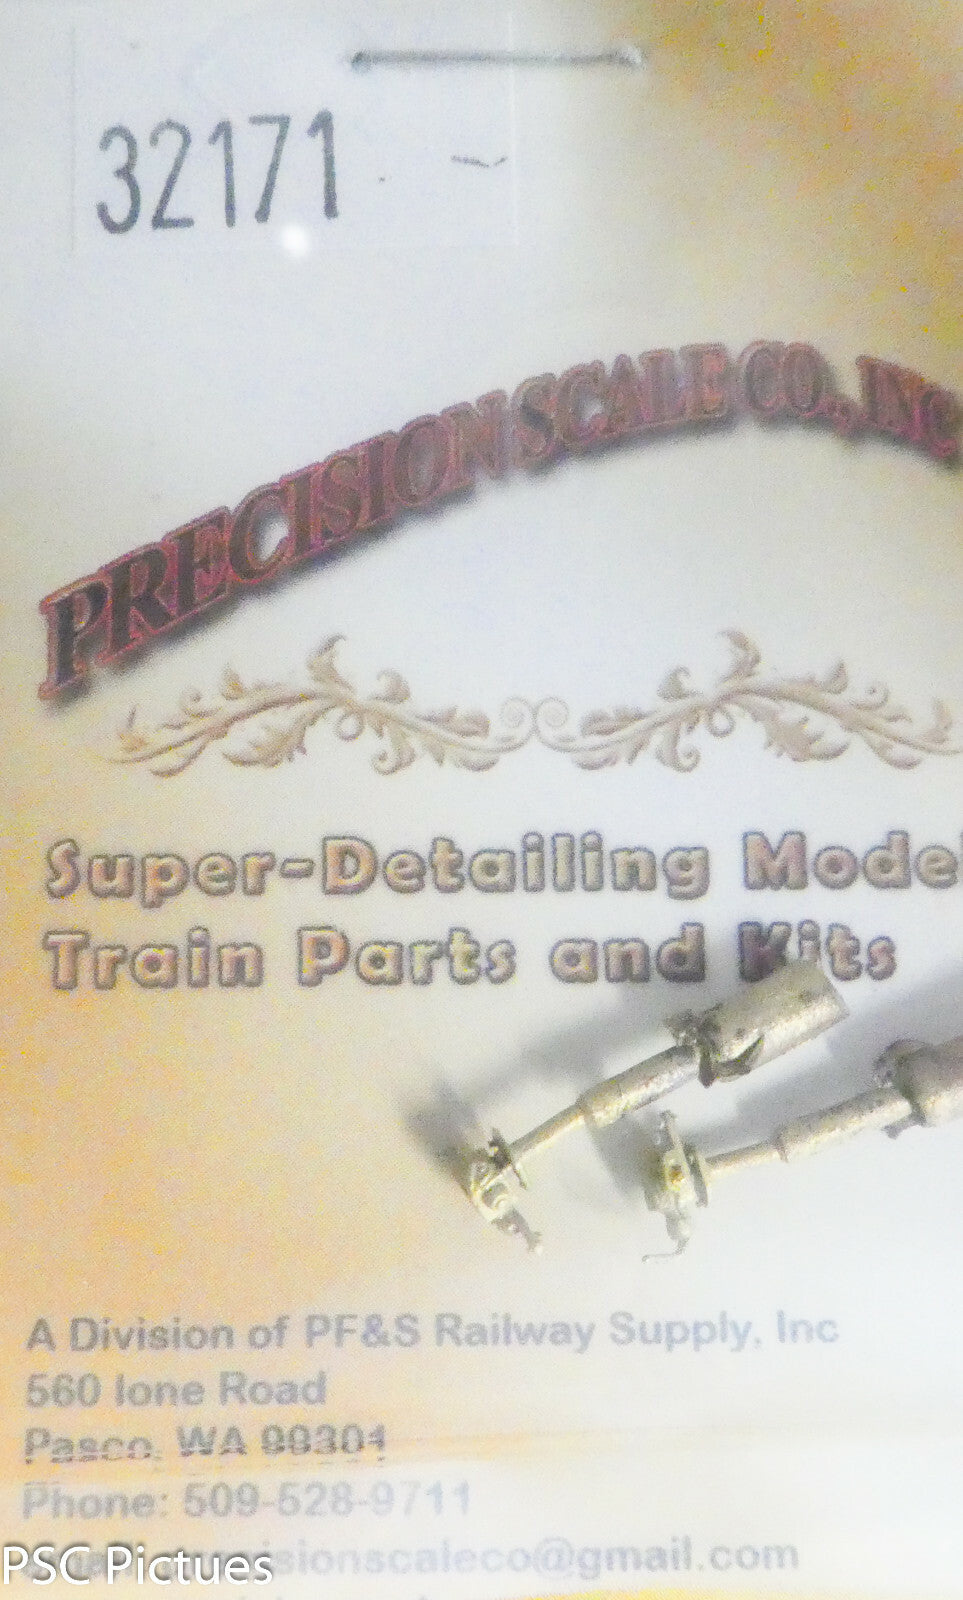 32171
PRECISION SCALE CO., INC
Super-Detailing Model
Train Parts and Kits
A Division of PF&S Railway Supply, Inc
560 Ione Road
Pasco, WA 99301
Phone: 509-528-9711
precisionscaleco@gmail.com
PSC Pictues